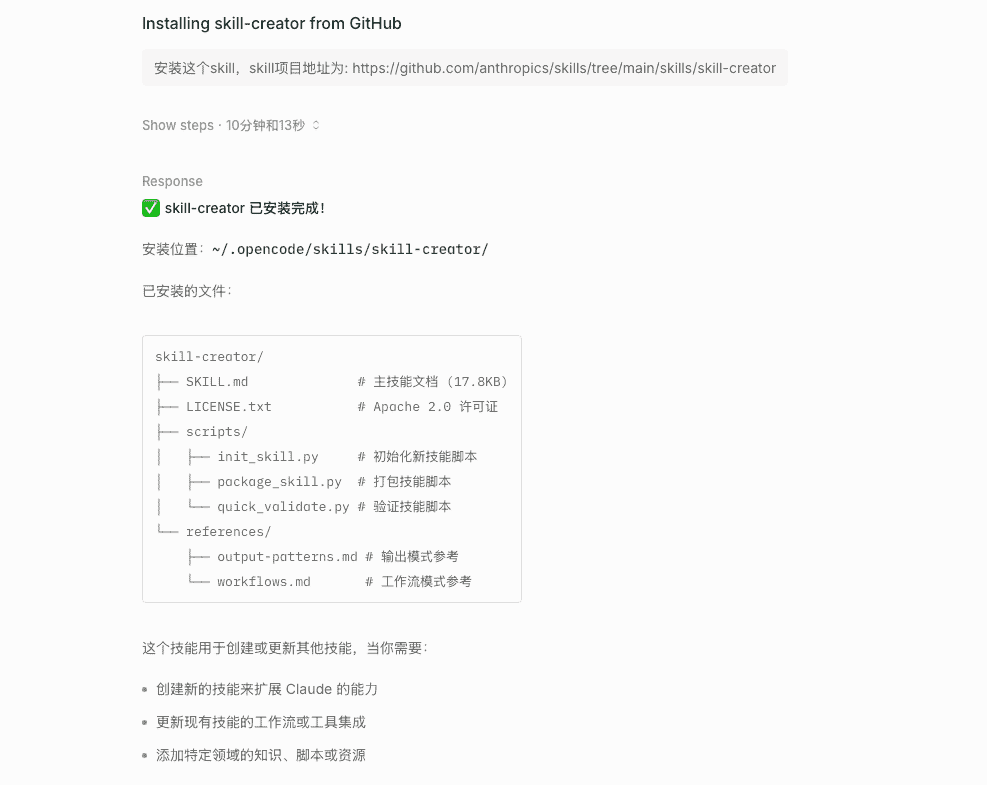 Installing skill-creator from GitHub
安装这个skill，skill项目地址为: https://github.com/anthropics/skills/tree/main/skills/skill-creator
Show steps · 10分钟和13秒
Response
✅ skill-creator 已安装完成！
安装位置：~/.opencode/skills/skill-creator/
已安装的文件：
skill-creator/
├── SKILL.md              # 主技能文档 (17.8KB)
├── LICENSE.txt           # Apache 2.0 许可证
├── scripts/
│   ├── init_skill.py     # 初始化新技能脚本
│   ├── package_skill.py  # 打包技能脚本
│   └── quick_validate.py # 验证技能脚本
└── references/
    ├── output-patterns.md # 输出模式参考
    └── workflows.md       # 工作流模式参考
这个技能用于创建或更新其他技能，当你需要：
• 创建新的技能来扩展 Claude 的能力
• 更新现有技能的工作流或工具集成
• 添加特定领域的知识、脚本或资源